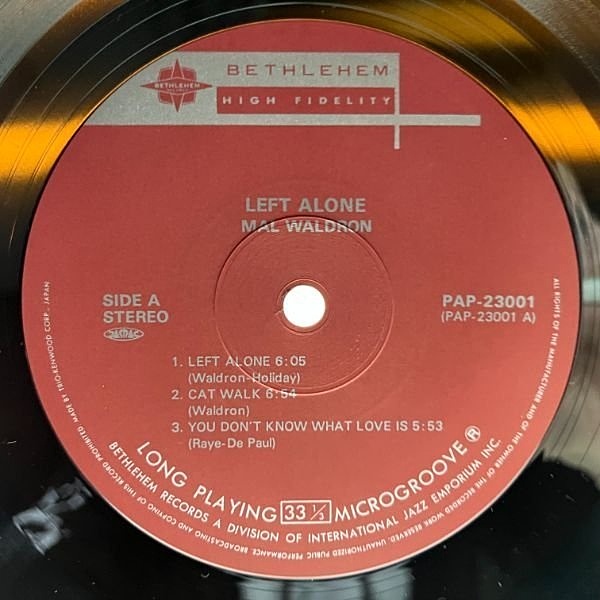 BETHLEHEM
BETHLEHEM
HIGH FIDELITY
LEFT ALONE
MAL WALDRON
SIDE A
STEREO
PAP-23001
(PAP-23001 A)
1. LEFT ALONE 6:05
(Waldron-Holiday)
2. CAT WALK 6:54
(Waldron)
3. YOU DON'T KNOW WHAT LOVE IS 5:53
(Raye-De Paul)
LONG PLAYING 33 1/3 MICROGROOVE ®
BETHLEHEM RECORDS A DIVISION OF INTERNATIONAL JAZZ EMPORIUM INC.
ALL RIGHTS OF THE MANUFACTURER AND OF THE OWNER OF THE RECORDED WORK RESERVED. UNAUTHORIZED PUBLIC PERFORMANCE, BROADCASTING AND COPYING OF THIS RECORD PROHIBITED. MADE BY TRIO-KENWOOD CORP., JAPAN